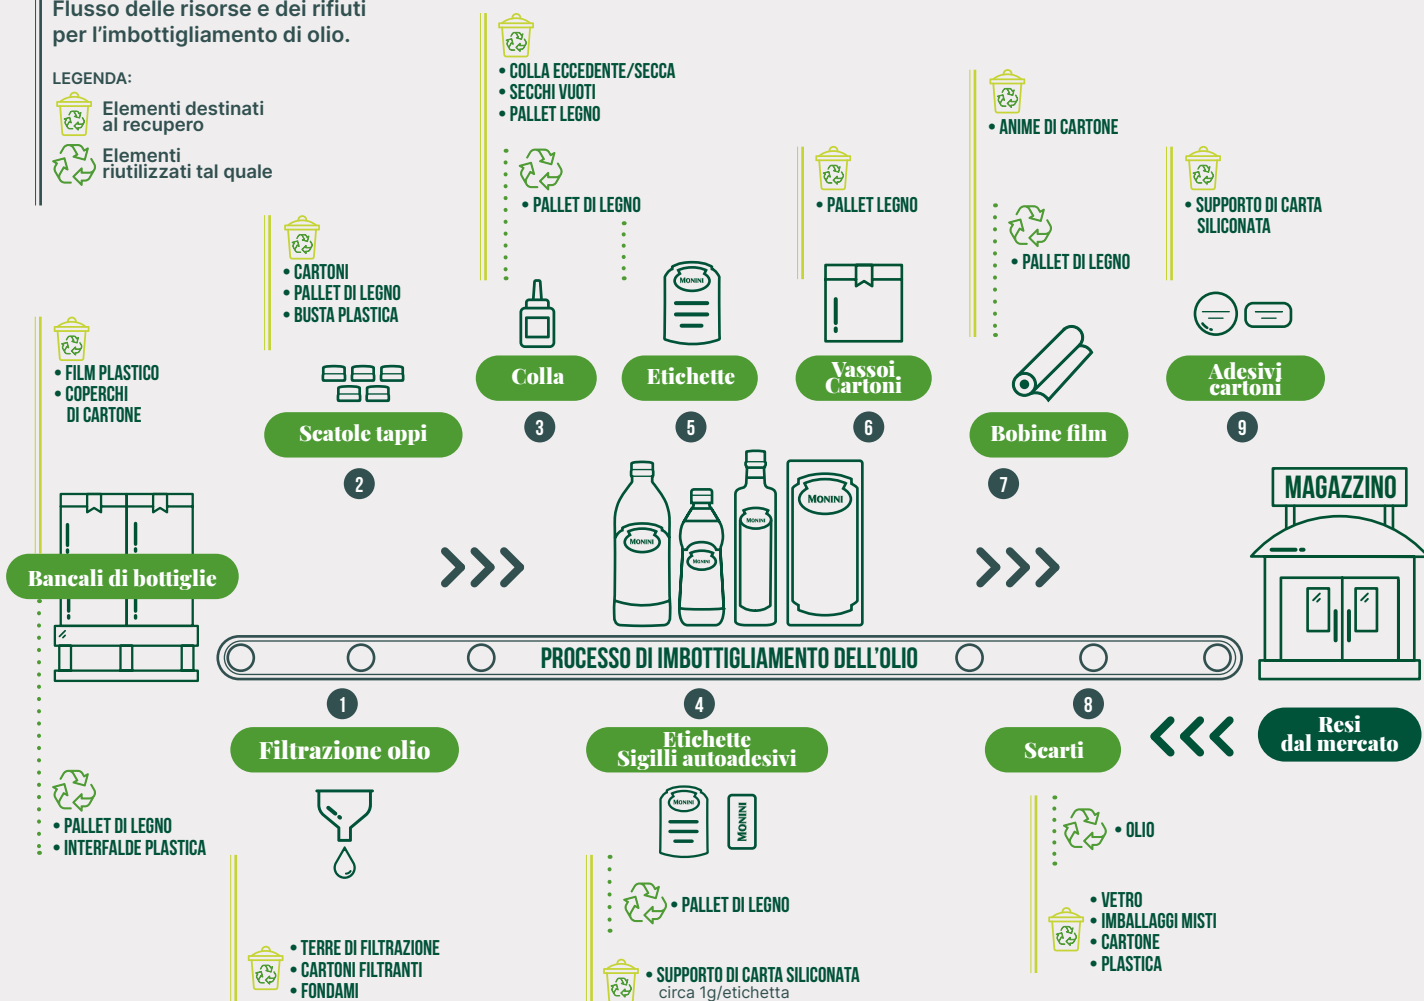 Flusso delle risorse e dei rifiuti
per l’imbottigliamento di olio.
LEGENDA:
Elementi destinati
al recupero
Elementi
riutilizzati tal quale
• COLLA ECCEDENTE/SECCA
• SECCHI VUOTI
• PALLET LEGNO
• PALLET DI LEGNO
• ANIME DI CARTONE
• PALLET DI LEGNO
• PALLET LEGNO
• SUPPORTO DI CARTA
SILICONATA
• CARTONI
• PALLET DI LEGNO
• BUSTA PLASTICA
• FILM PLASTICO
• COPERCHI
DI CARTONE
MONINI
Scatole tappi
2
Colla
3
Etichette
5
Vassoi
Cartoni
6
Bobine film
7
Adesivi
cartoni
9
Bancali di bottiglie
MONINI
MONINI
MONINI
MONINI
MAGAZZINO
PROCESSO DI IMBOTTIGLIAMENTO DELL’OLIO
1
Filtrazione olio
4
Etichette
Sigilli autoadesivi
8
Scarti
Resi
dal mercato
MONINI
MONINI
• PALLET DI LEGNO
• INTERFALDE PLASTICA
• TERRE DI FILTRAZIONE
• CARTONI FILTRANTI
• FONDAMI
• PALLET DI LEGNO
• SUPPORTO DI CARTA SILICONATA
circa 1g/etichetta
• OLIO
• VETRO
• IMBALLAGGI MISTI
• CARTONE
• PLASTICA